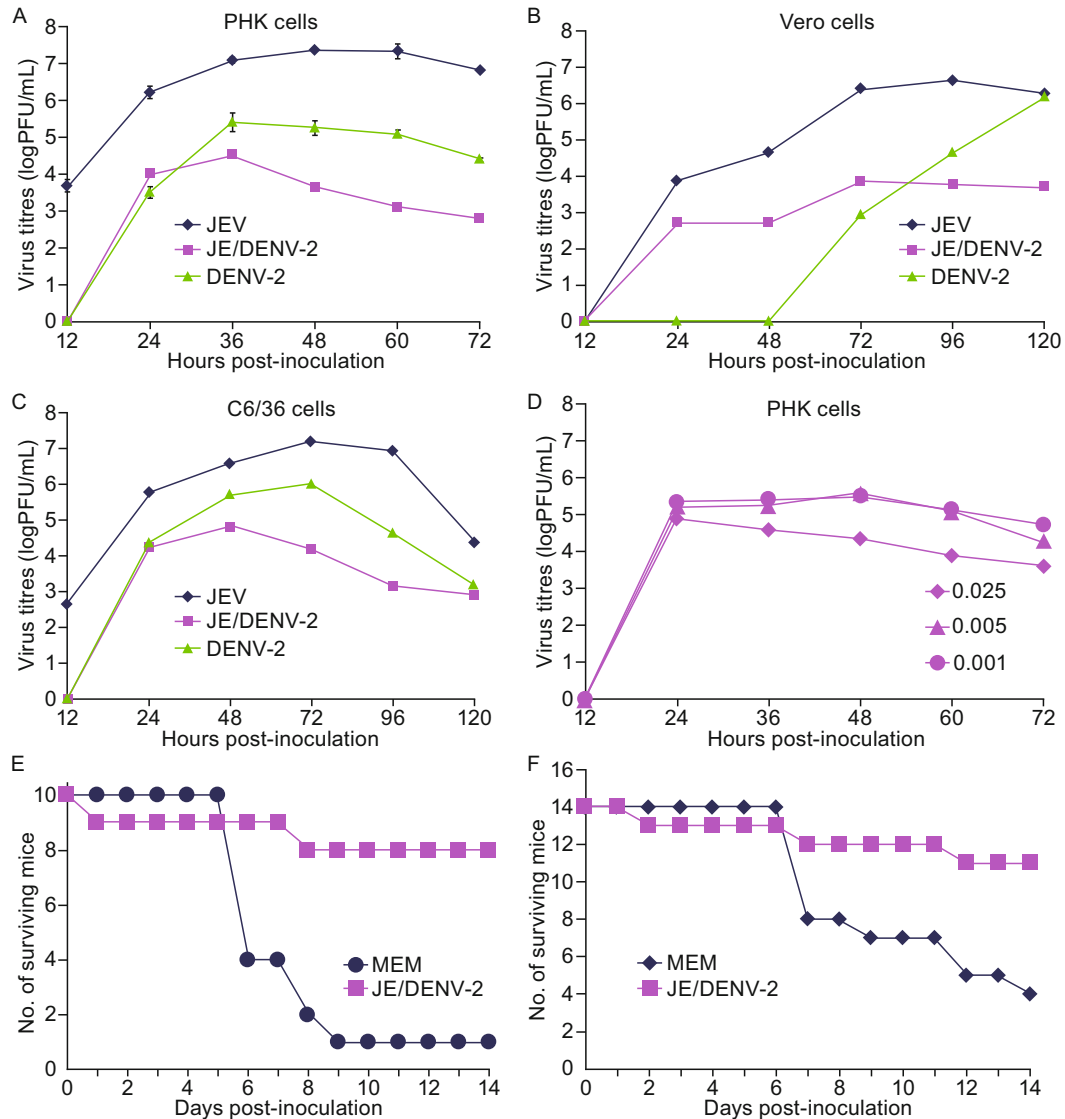 A
PHK cells
Virus titres (logPFU/mL)
8
7
6
5
4
3
2
1
0
JEV
JE/DENV-2
DENV-2
12 24 36 48 60 72
Hours post-inoculation
B
Vero cells
Virus titres (logPFU/mL)
8
7
6
5
4
3
2
1
0
JEV
JE/DENV-2
DENV-2
12 24 48 72 96 120
Hours post-inoculation
C
C6/36 cells
Virus titres (logPFU/mL)
8
7
6
5
4
3
2
1
0
JEV
JE/DENV-2
DENV-2
12 24 48 72 96 120
Hours post-inoculation
D
PHK cells
Virus titres (logPFU/mL)
8
7
6
5
4
3
2
1
0
0.025
0.005
0.001
12 24 36 48 60 72
Hours post-inoculation
E
No. of surviving mice
10
8
6
4
2
0
MEM
JE/DENV-2
0 2 4 6 8 10 12 14
Days post-inoculation
F
No. of surviving mice
16
14
12
10
8
6
4
2
0
MEM
JE/DENV-2
0 2 4 6 8 10 12 14
Days post-inoculation